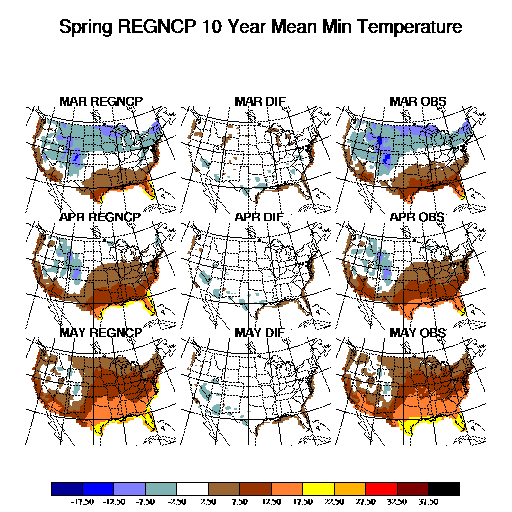 Spring REGNCP 10 Year Mean Min Temperature
MAR REGNCP MAR DIF MAR OBS
APR REGNCP APR DIF APR OBS
MAY REGNCP MAY DIF MAY OBS
-17.50 -12.50 -7.50 -2.50 2.50 7.50 12.50 17.50 22.50 27.50 32.50 37.50